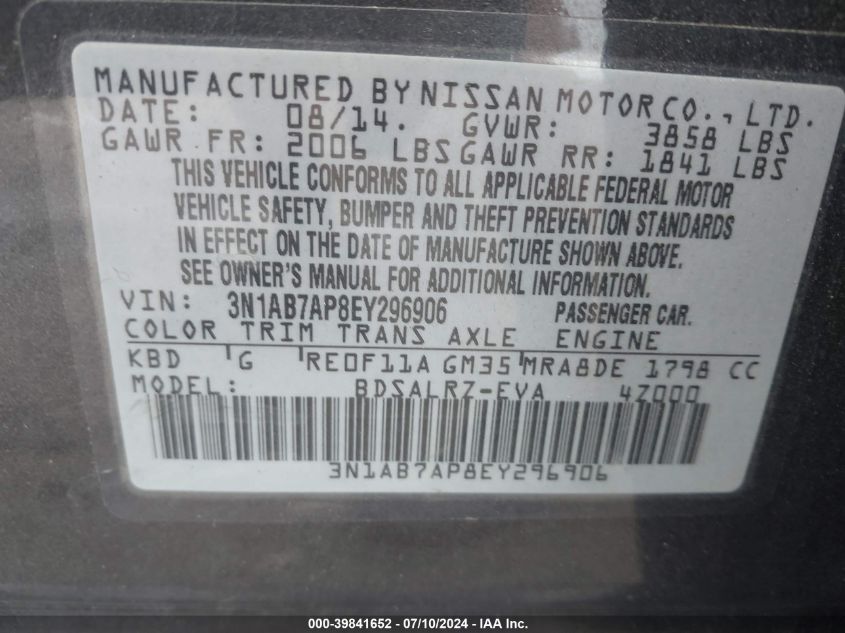 MANUFACTURED BY NISSAN MOTOR CO., LTD.
DATE: 08/14. GVWR: 3858 LBS
GAWR FR: 2006 LBS GAWR RR: 1841 LBS
THIS VEHICLE CONFORMS TO ALL APPLICABLE FEDERAL MOTOR
VEHICLE SAFETY, BUMPER AND THEFT PREVENTION STANDARDS
IN EFFECT ON THE DATE OF MANUFACTURE SHOWN ABOVE.
SEE OWNER'S MANUAL FOR ADDITIONAL INFORMATION.
VIN: 3N1AB7AP8EY296906 PASSENGER CAR.
COLOR TRIM TRANS AXLE ENGINE
KBD G RE0F11A GM35 MRA8DE 1798 CC
MODEL: BDSALRZ-EVA 4Z000
3N1AB7AP8EY296906
000-39841652 - 07/10/2024 - IAA Inc.